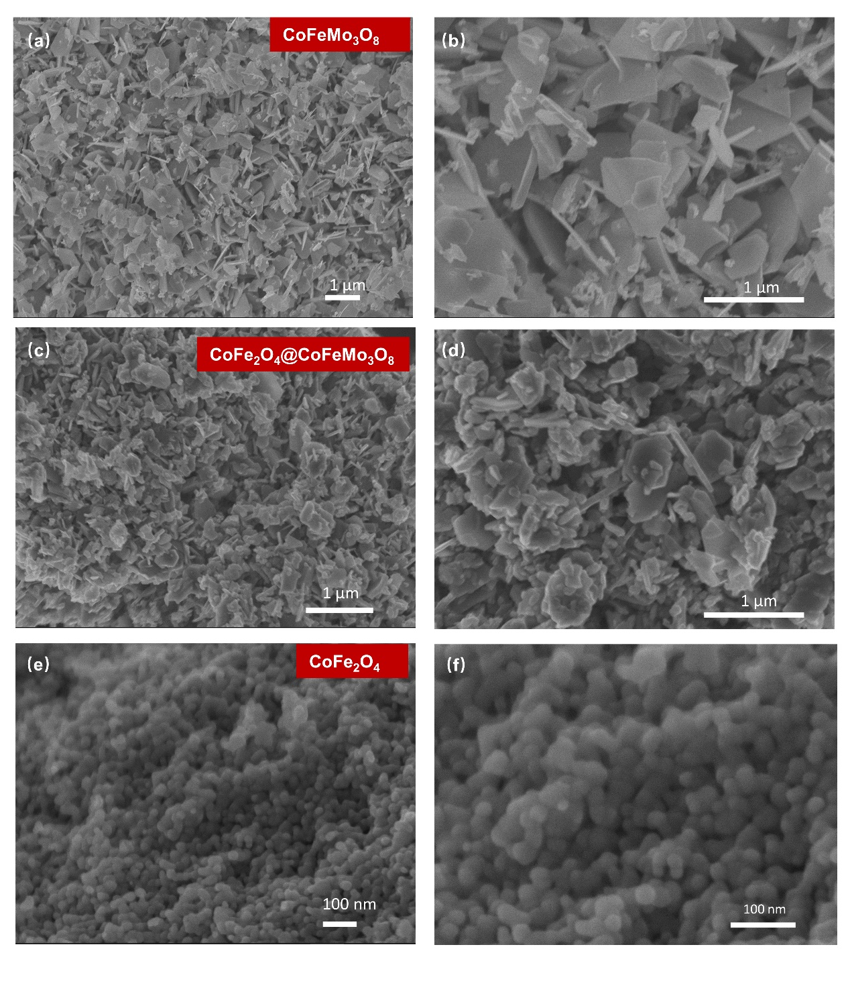 (a)
CoFeMo₃O₈
(b)
1 μm
1 μm
(c)
CoFe₂O₄@CoFeMo₃O₈
(d)
1 μm
1 μm
(e)
CoFe₂O₄
(f)
100 nm
100 nm